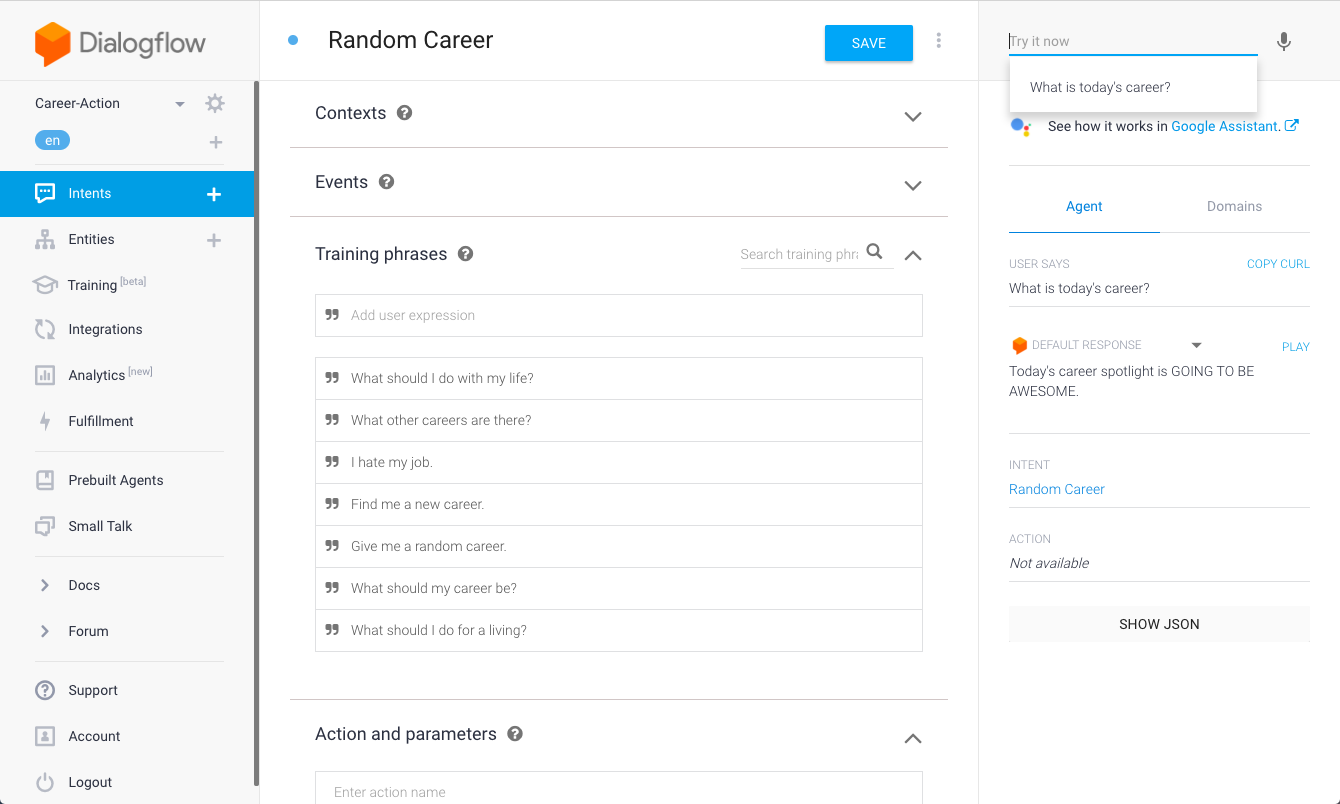 Dialogflow
Career-Action
en
Intents
Entities
Training [beta]
Integrations
Analytics [new]
Fulfillment
Prebuilt Agents
Small Talk
Docs
Forum
Support
Account
Logout
Random Career
SAVE
Contexts
Events
Training phrases
Search training phra
Add user expression
What should I do with my life?
What other careers are there?
I hate my job.
Find me a new career.
Give me a random career.
What should my career be?
What should I do for a living?
Action and parameters
Enter action name
Try it now
What is today's career?
See how it works in Google Assistant.
Agent
Domains
USER SAYS
COPY CURL
What is today's career?
DEFAULT RESPONSE
PLAY
Today's career spotlight is GOING TO BE
AWESOME.
INTENT
Random Career
ACTION
Not available
SHOW JSON